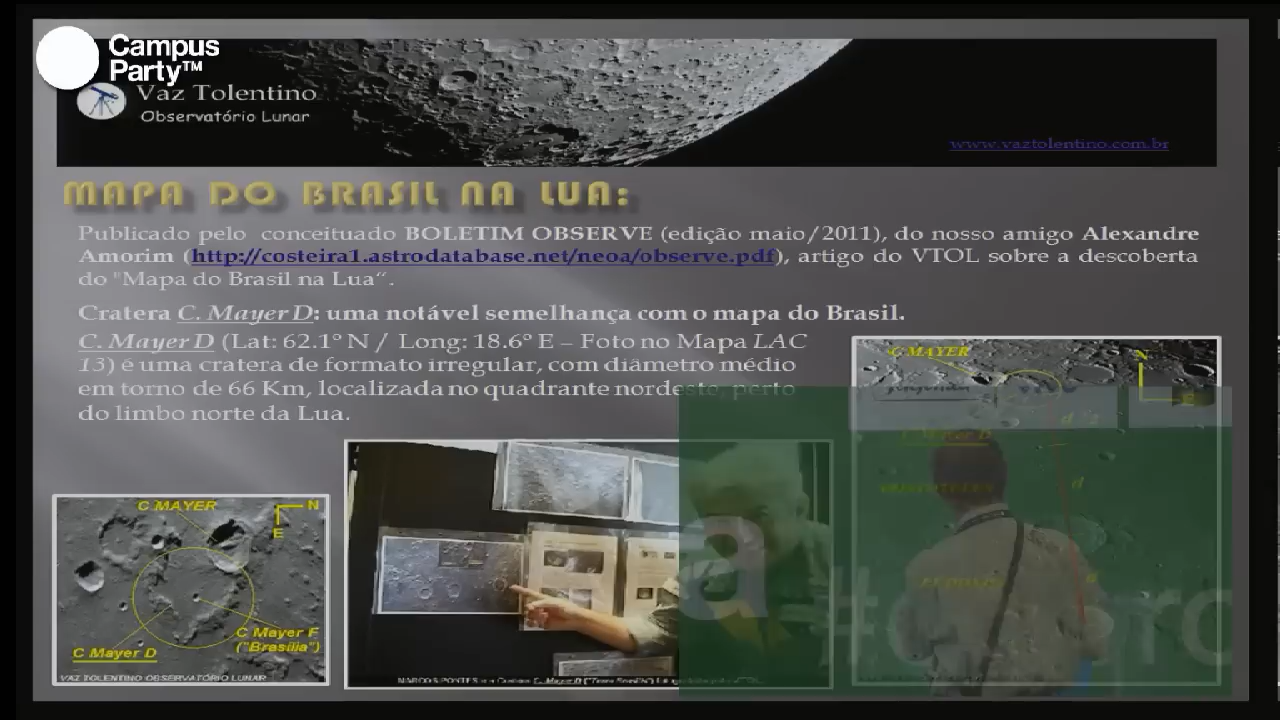 Campus
Party™
Vaz Tolentino
Observatório Lunar
www.vaztolentino.com.br
MAPA DO BRASIL NA LUA:
Publicado pelo conceituado BOLETIM OBSERVE (edição maio/2011), do nosso amigo Alexandre
Amorim (http://costeira1.astrodatabase.net/neoa/observe.pdf), artigo do VTOL sobre a descoberta
do "Mapa do Brasil na Lua“.
Cratera C. Mayer D: uma notável semelhança com o mapa do Brasil.
C. Mayer D (Lat: 62.1° N / Long: 18.6° E – Foto no Mapa LAC
13) é uma cratera de formato irregular, com diâmetro médio
em torno de 66 Km, localizada no quadrante nordeste, perto
do limbo norte da Lua.
C MAYER
N
E
C MAYER
N
E
C Mayer D
d
a
C Mayer F
("Brasília")
C Mayer D
VAZ TOLENTINO OBSERVATÓRIO LUNAR